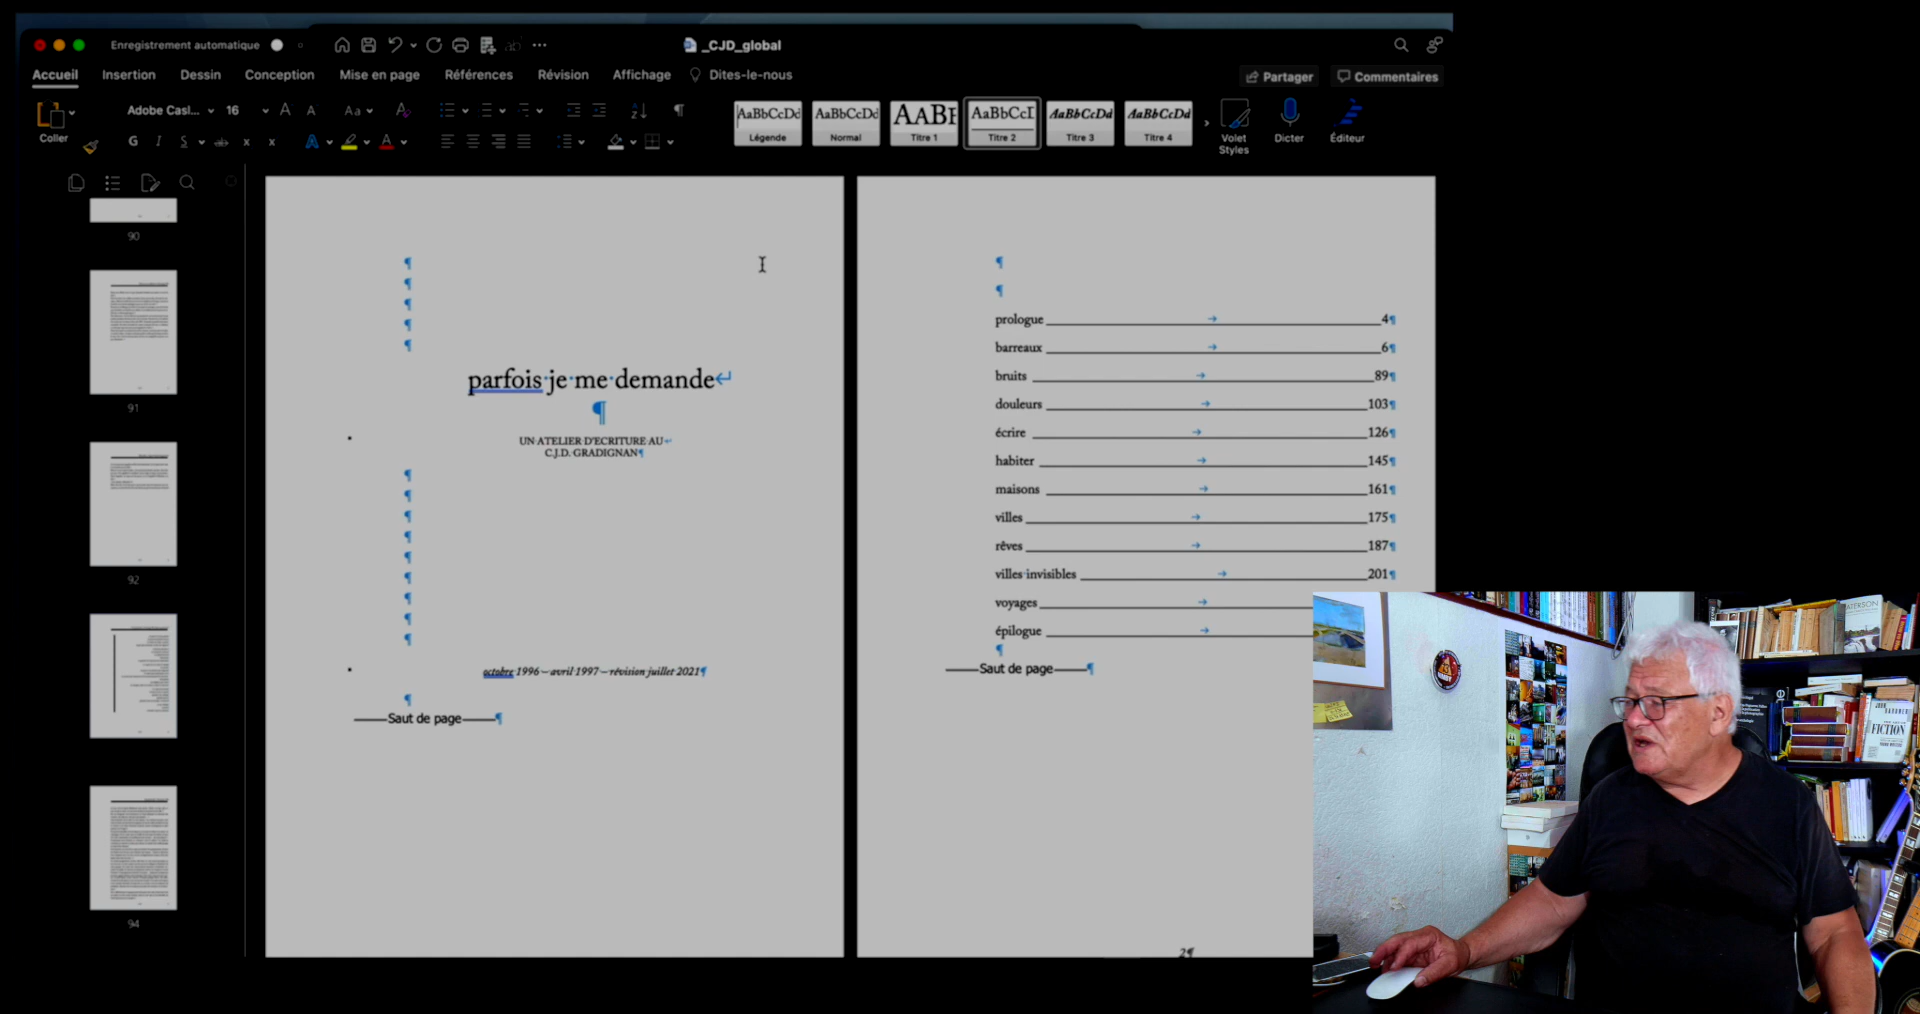 Enregistrement automatique
_CJD_global
Accueil Insertion Dessin Conception Mise en page Références Révision Affichage Dites-le-nous
Partager Commentaires
Coller
Adobe Casl... 16
Aa
G I S ab x x
AaBbCcDd AaBbCcDd AABI AaBbCcI AaBbCcDd AaBbCcDd
Légende Normal Titre 1 Titre 2 Titre 3 Titre 4
Volet Styles
Dicter
Éditeur
90
91
92
94
parfois je me demande
UN ATELIER D'ECRITURE AU
C.J.D. GRADIGNAN
octobre 1996 – avril 1997 – révision juillet 2021
Saut de page
prologue 4
barreaux 6
bruits 89
douleurs 103
écrire 126
habiter 145
maisons 161
villes 175
rêves 187
villes invisibles 201
voyages
épilogue
Saut de page
2
FICTION